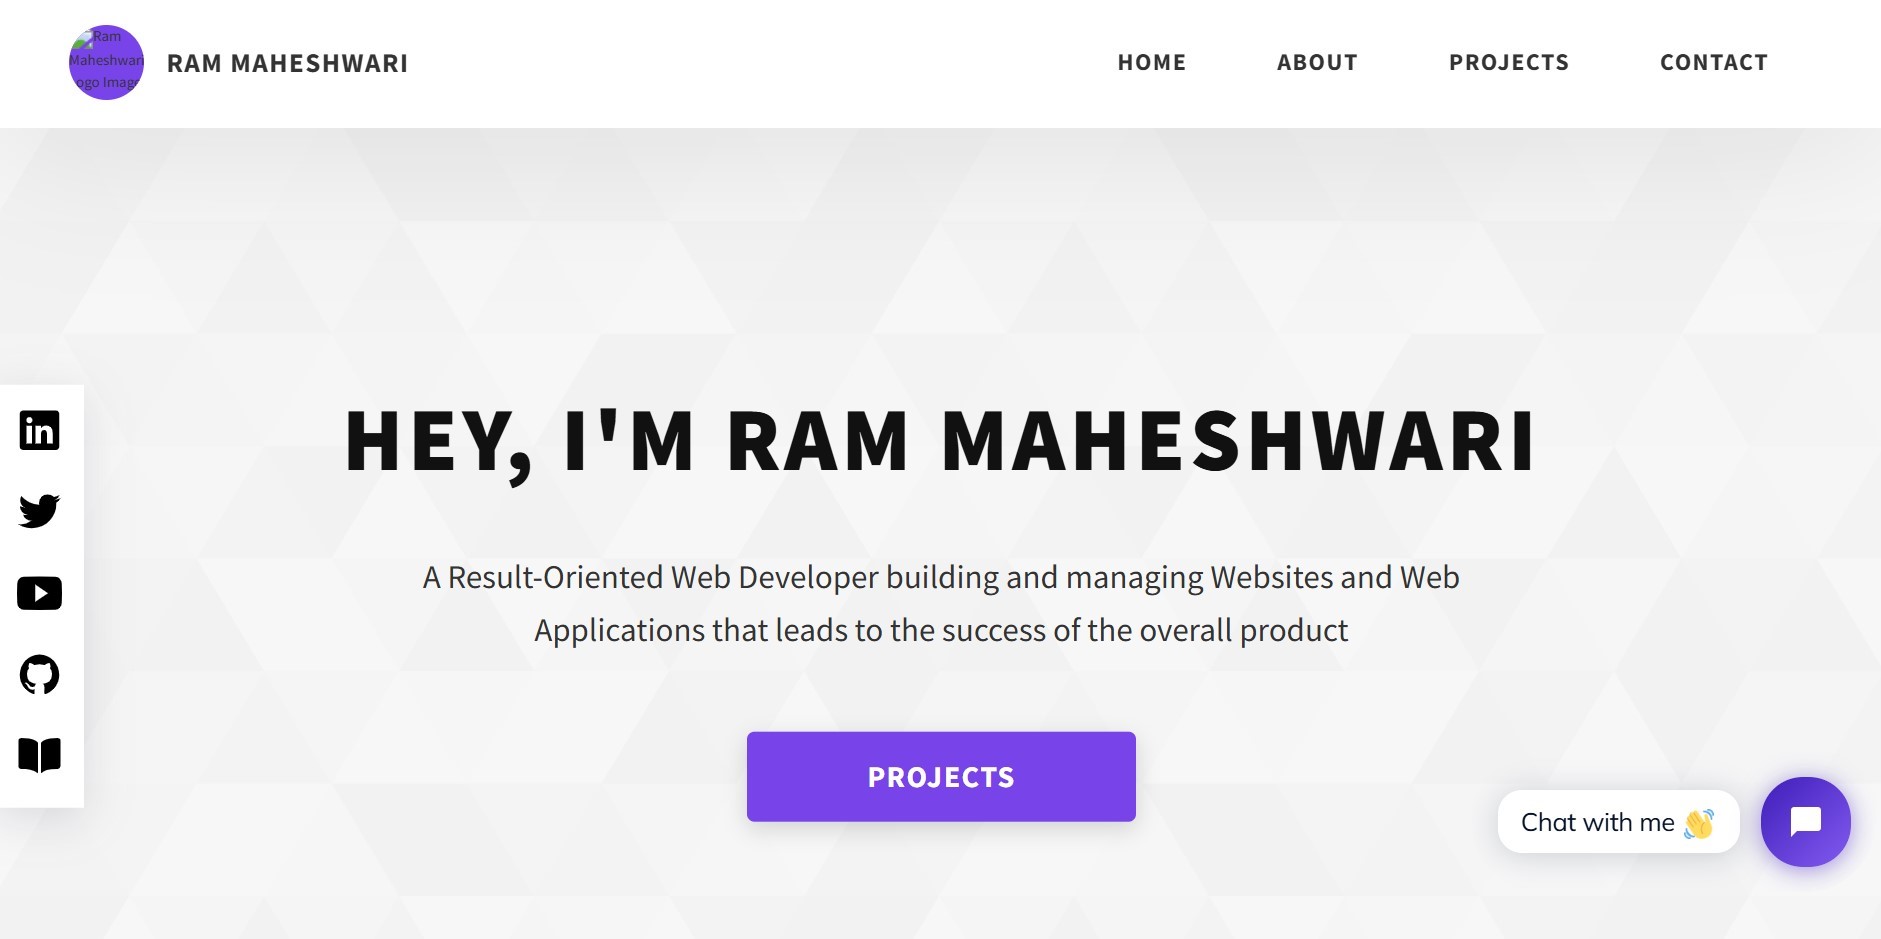 Ram
Maheshwari
Logo Image
RAM MAHESHWARI
HOME
ABOUT
PROJECTS
CONTACT
HEY, I'M RAM MAHESHWARI
A Result-Oriented Web Developer building and managing Websites and Web
Applications that leads to the success of the overall product
PROJECTS
Chat with me 👋